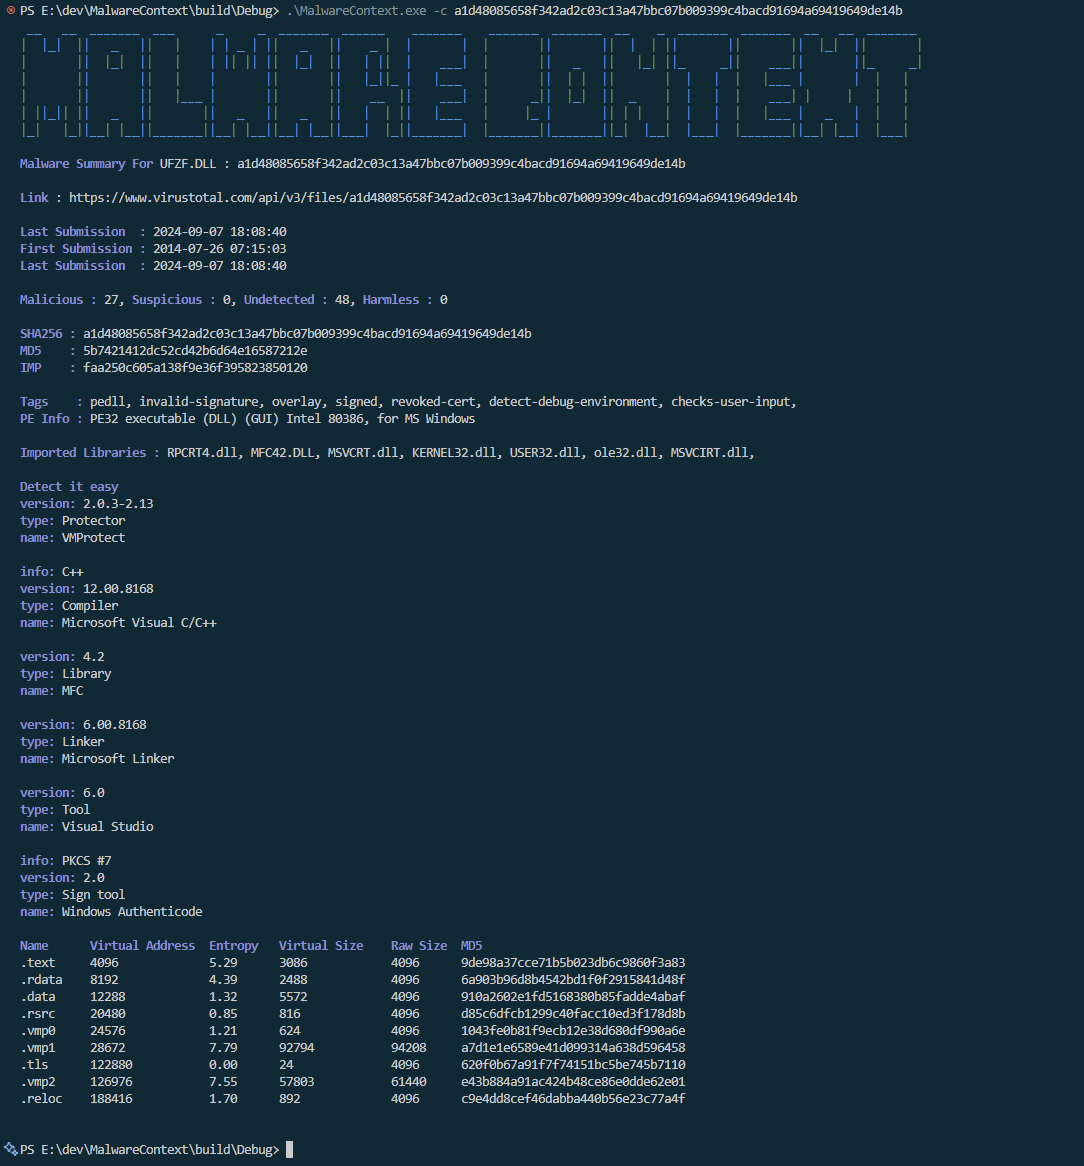 PS E:\dev\MalwareContext\build\Debug> .\MalwareContext.exe -c a1d48085658f342ad2c03c13a47bbc07b009399c4bacd91694a69419649de14b
MALWARE CONTEXT
Malware Summary For UFZF.DLL : a1d48085658f342ad2c03c13a47bbc07b009399c4bacd91694a69419649de14b
Link : https://www.virustotal.com/api/v3/files/a1d48085658f342ad2c03c13a47bbc07b009399c4bacd91694a69419649de14b
Last Submission  : 2024-09-07 18:08:40
First Submission : 2014-07-26 07:15:03
Last Submission  : 2024-09-07 18:08:40
Malicious : 27, Suspicious : 0, Undetected : 48, Harmless : 0
SHA256 : a1d48085658f342ad2c03c13a47bbc07b009399c4bacd91694a69419649de14b
MD5    : 5b7421412dc52cd42b6d64e16587212e
IMP    : faa250c605a138f9e36f395823850120
Tags    : pedll, invalid-signature, overlay, signed, revoked-cert, detect-debug-environment, checks-user-input,
PE Info : PE32 executable (DLL) (GUI) Intel 80386, for MS Windows
Imported Libraries : RPCRT4.dll, MFC42.DLL, MSVCRT.dll, KERNEL32.dll, USER32.dll, ole32.dll, MSVCIRT.dll,
Detect it easy
version: 2.0.3-2.13
type: Protector
name: VMProtect
info: C++
version: 12.00.8168
type: Compiler
name: Microsoft Visual C/C++
version: 4.2
type: Library
name: MFC
version: 6.00.8168
type: Linker
name: Microsoft Linker
version: 6.0
type: Tool
name: Visual Studio
info: PKCS #7
version: 2.0
type: Sign tool
name: Windows Authenticode
Name Virtual Address Entropy Virtual Size Raw Size MD5
.text 4096 5.29 3086 4096 9de98a37cce71b5b023db6c9860f3a83
.rdata 8192 4.39 2488 4096 6a903b96d8b4542bd1f0f2915841d48f
.data 12288 1.32 5572 4096 910a2602e1fd5168380b85fadde4abaf
.rsrc 20480 0.85 816 4096 d85c6dfcb1299c40facc10ed3f178d8b
.vmp0 24576 1.21 624 4096 1043fe0b81f9ecb12e38d680df990a6e
.vmp1 28672 7.79 92794 94208 a7d1e1e6589e41d099314a638d596458
.tls 122880 0.00 24 4096 620f0b67a91f7f74151bc5be745b7110
.vmp2 126976 7.55 57803 61440 e43b884a91ac424b48ce86e0dde62e01
.reloc 188416 1.70 892 4096 c9e4dd8cef46dabba440b56e23c77a4f
PS E:\dev\MalwareContext\build\Debug>